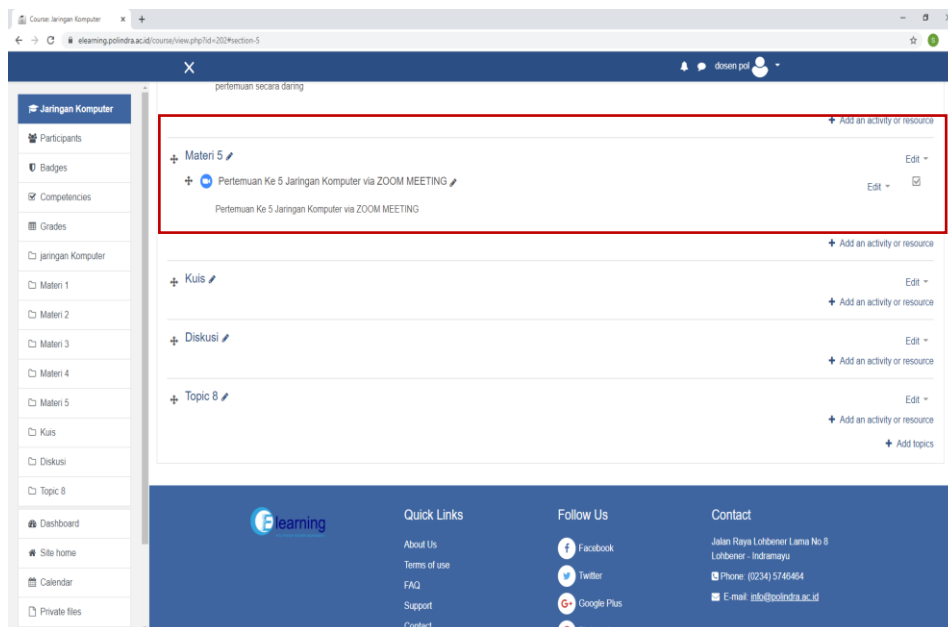 Course: Jaringan Komputer
elearning.polindra.ac.id/course/view.php?id=202#section-5
S
dosen pol
Jaringan Komputer
Participants
Badges
Competencies
Grades
jaringan Komputer
Materi 1
Materi 2
Materi 3
Materi 4
Materi 5
Kuis
Diskusi
Topic 8
Dashboard
Site home
Calendar
Private files
pertemuan secara daring
Add an activity or resource
Materi 5
Edit
Pertemuan Ke 5 Jaringan Komputer via ZOOM MEETING
Edit
Pertemuan Ke 5 Jaringan Komputer via ZOOM MEETING
Add an activity or resource
Kuis
Edit
Add an activity or resource
Diskusi
Edit
Add an activity or resource
Topic 8
Edit
Add an activity or resource
Add topics
Elearning
Quick Links
About Us
Terms of use
FAQ
Support
Contact
Follow Us
Facebook
Twitter
Google Plus
Contact
Jalan Raya Lohbener Lama No 8
Lohbener - Indramayu
Phone: (0234) 5746464
E-mail: info@polindra.ac.id